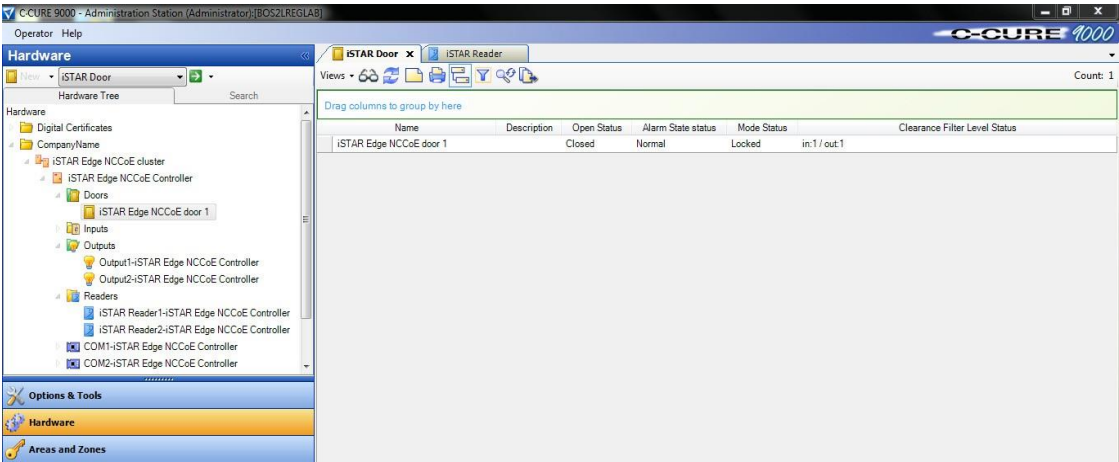 C•CURE 9000 - Administration Station (Administrator):[BOS2LREGLAB]
Operator Help
C•CURE 9000
Hardware
iSTAR Door
iSTAR Reader
New
iSTAR Door
Views
Count: 1
Hardware Tree
Search
Drag columns to group by here
Hardware
Digital Certificates
CompanyName
iSTAR Edge NCCoE cluster
iSTAR Edge NCCoE Controller
Doors
iSTAR Edge NCCoE door 1
Inputs
Outputs
Output1-iSTAR Edge NCCoE Controller
Output2-iSTAR Edge NCCoE Controller
Readers
iSTAR Reader1-iSTAR Edge NCCoE Controller
iSTAR Reader2-iSTAR Edge NCCoE Controller
COM1-iSTAR Edge NCCoE Controller
COM2-iSTAR Edge NCCoE Controller
Name Description Open Status Alarm State status Mode Status Clearance Filter Level Status
iSTAR Edge NCCoE door 1 Closed Normal Locked in:1 / out:1
Options & Tools
Hardware
Areas and Zones